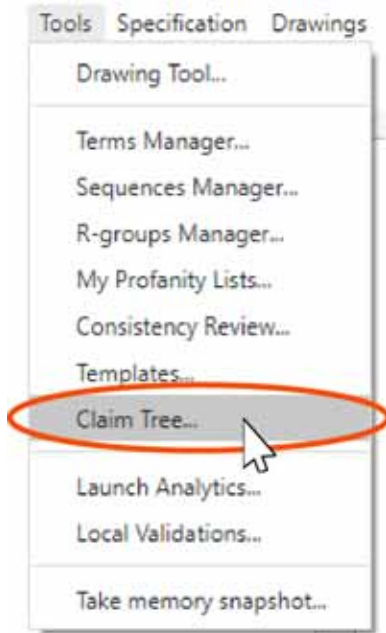 Tools Specification Drawings
Drawing Tool...
Terms Manager...
Sequences Manager...
R-groups Manager...
My Profanity Lists...
Consistency Review...
Templates...
Claim Tree...
Launch Analytics...
Local Validations...
Take memory snapshot...